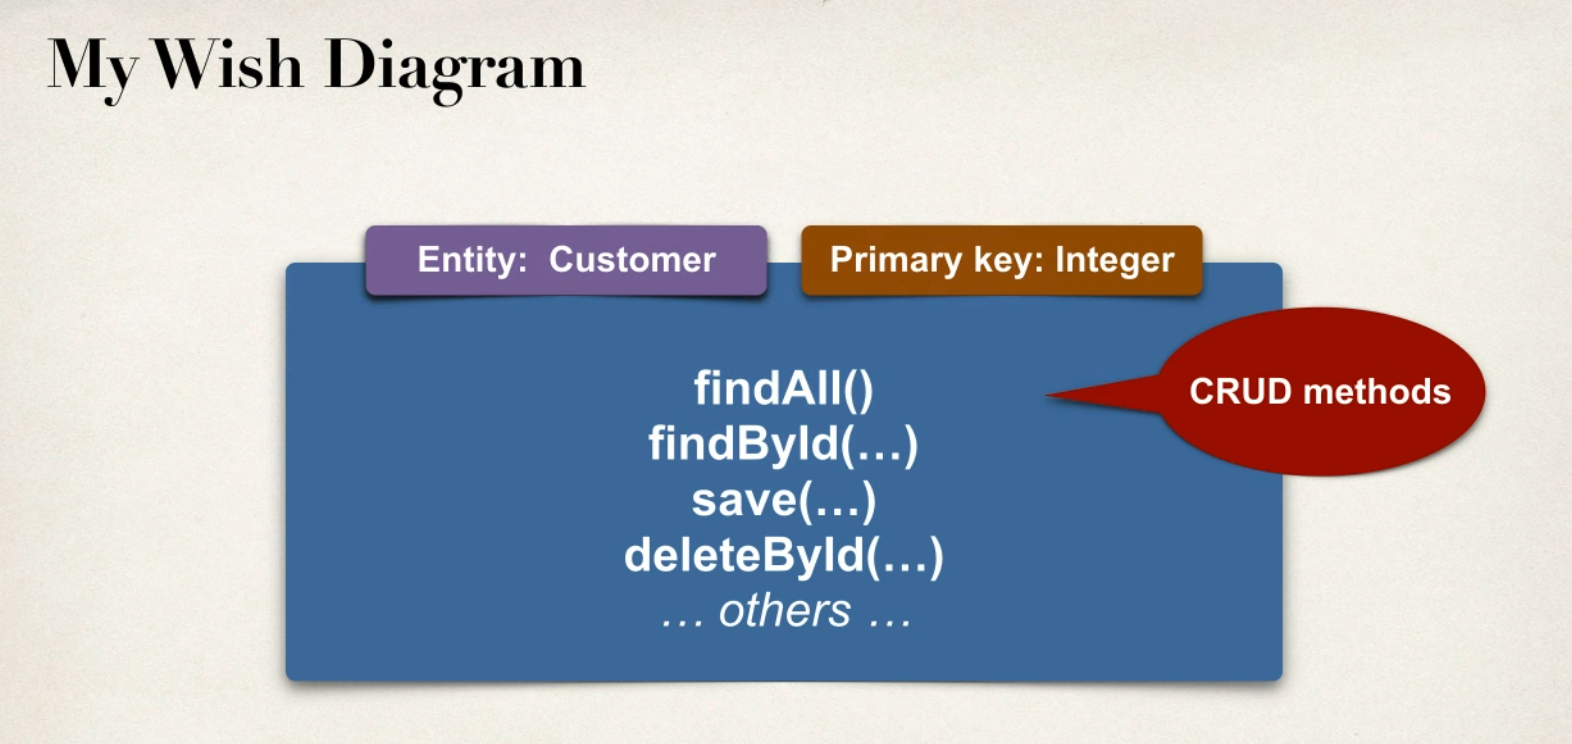 My Wish Diagram
Entity:  Customer
Primary key: Integer
findAll()
findById(…)
save(…)
deleteById(…)
… others …
CRUD methods